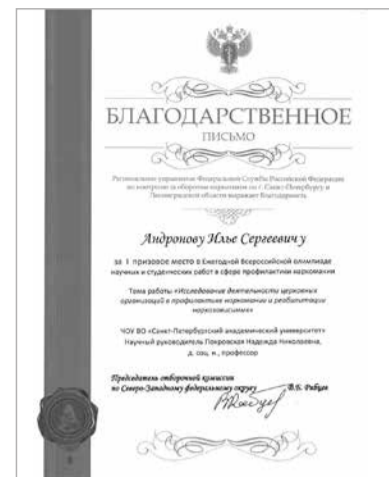 БЛАГОДАРСТВЕННОЕ
ПИСЬМО
Региональное управление Федеральной Службы Российской Федерации
по контролю за оборотом наркотиков по г. Санкт-Петербургу и
Ленинградской области выражает благодарность
Андронову Илье Сергеевич у
за 1 призовое место в Ежегодной Всероссийской олимпиаде
научных и студенческих работ в сфере профилактики наркомании
Тема работы «Исследование деятельности церковных
организаций в профилактике наркомании и реабилитации
наркозависимых»
ЧОУ ВО «Санкт-Петербургский академический университет»
Научный руководитель Покровская Надежда Николаевна,
д. соц. н., профессор
Председатель отборочной комиссии
по Северо-Западному федеральному округу В.Б. Рябцев